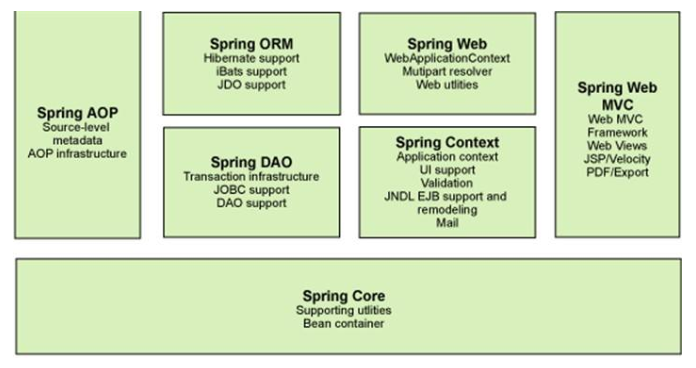 Spring AOP
Source-level
metadata
AOP infrastructure
Spring ORM
Hibernate support
iBats support
JDO support
Spring DAO
Transaction infrastructure
JOBC support
DAO support
Spring Web
WebApplicationContext
Mutipart resolver
Web utlities
Spring Context
Application context
UI support
Validation
JNDL EJB support and
remodeling
Mail
Spring Web
MVC
Web MVC
Framework
Web Views
JSP/Velocity
PDF/Export
Spring Core
Supporting utlities
Bean container